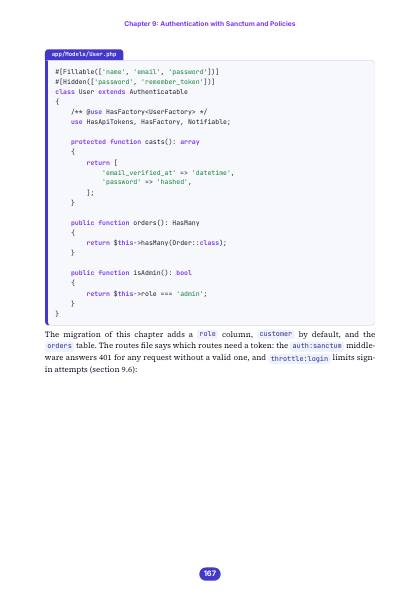 Chapter 9: Authentication with Sanctum and Policies
app/Models/User.php
#[Fillable(['name', 'email', 'password'])]
#[Hidden(['password', 'remember_token'])]
class User extends Authenticatable
{
    /** @use HasFactory<UserFactory> */
    use HasApiTokens, HasFactory, Notifiable;

    protected function casts(): array
    {
        return [
            'email_verified_at' => 'datetime',
            'password' => 'hashed',
        ];
    }

    public function orders(): HasMany
    {
        return $this->hasMany(Order::class);
    }

    public function isAdmin(): bool
    {
        return $this->role === 'admin';
    }
}
The migration of this chapter adds a role column, customer by default, and the
orders table. The routes file says which routes need a token: the auth:sanctum middle-
ware answers 401 for any request without a valid one, and throttle:login limits sign-
in attempts (section 9.6):
167